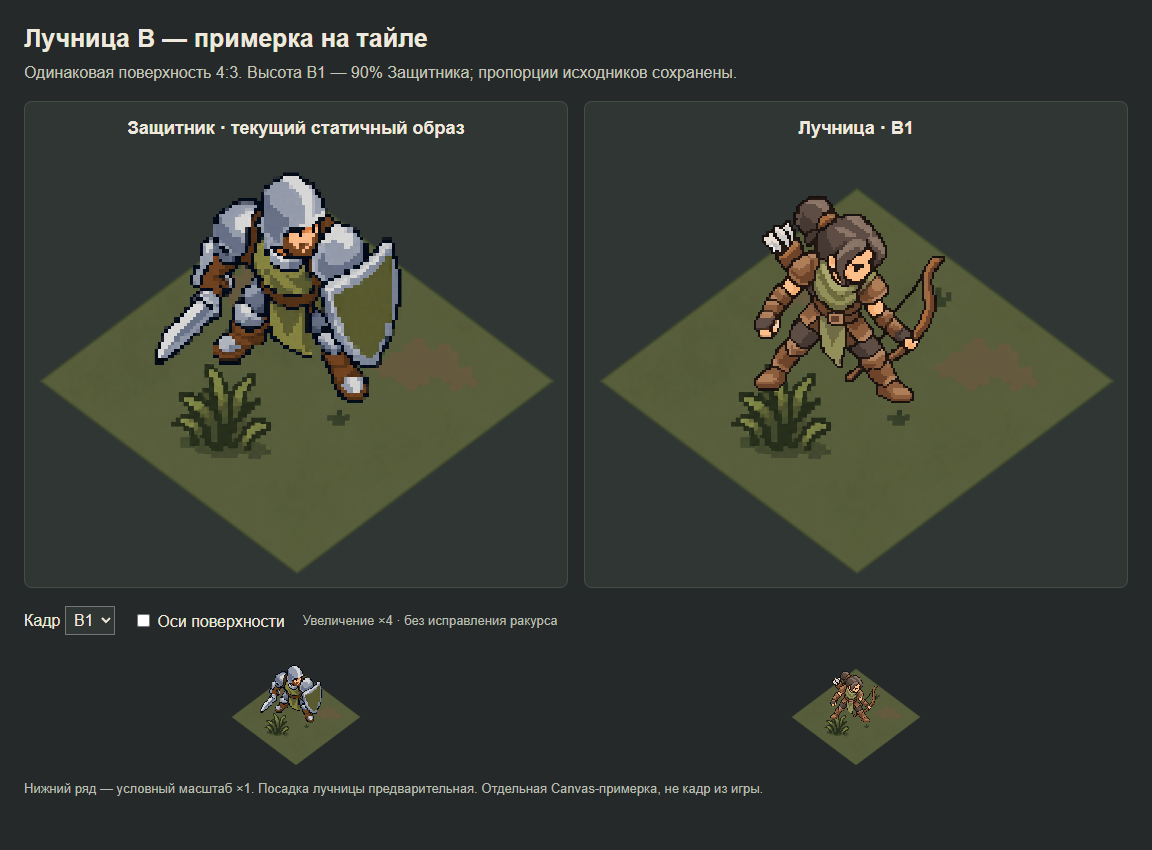 Лучница B — примерка на тайле
Одинаковая поверхность 4:3. Высота B1 — 90% Защитника; пропорции исходников сохранены.
Защитник · текущий статичный образ
Лучница · B1
Кадр B1 Оси поверхности Увеличение ×4 · без исправления ракурса
Нижний ряд — условный масштаб ×1. Посадка лучницы предварительная. Отдельная Canvas-примерка, не кадр из игры.